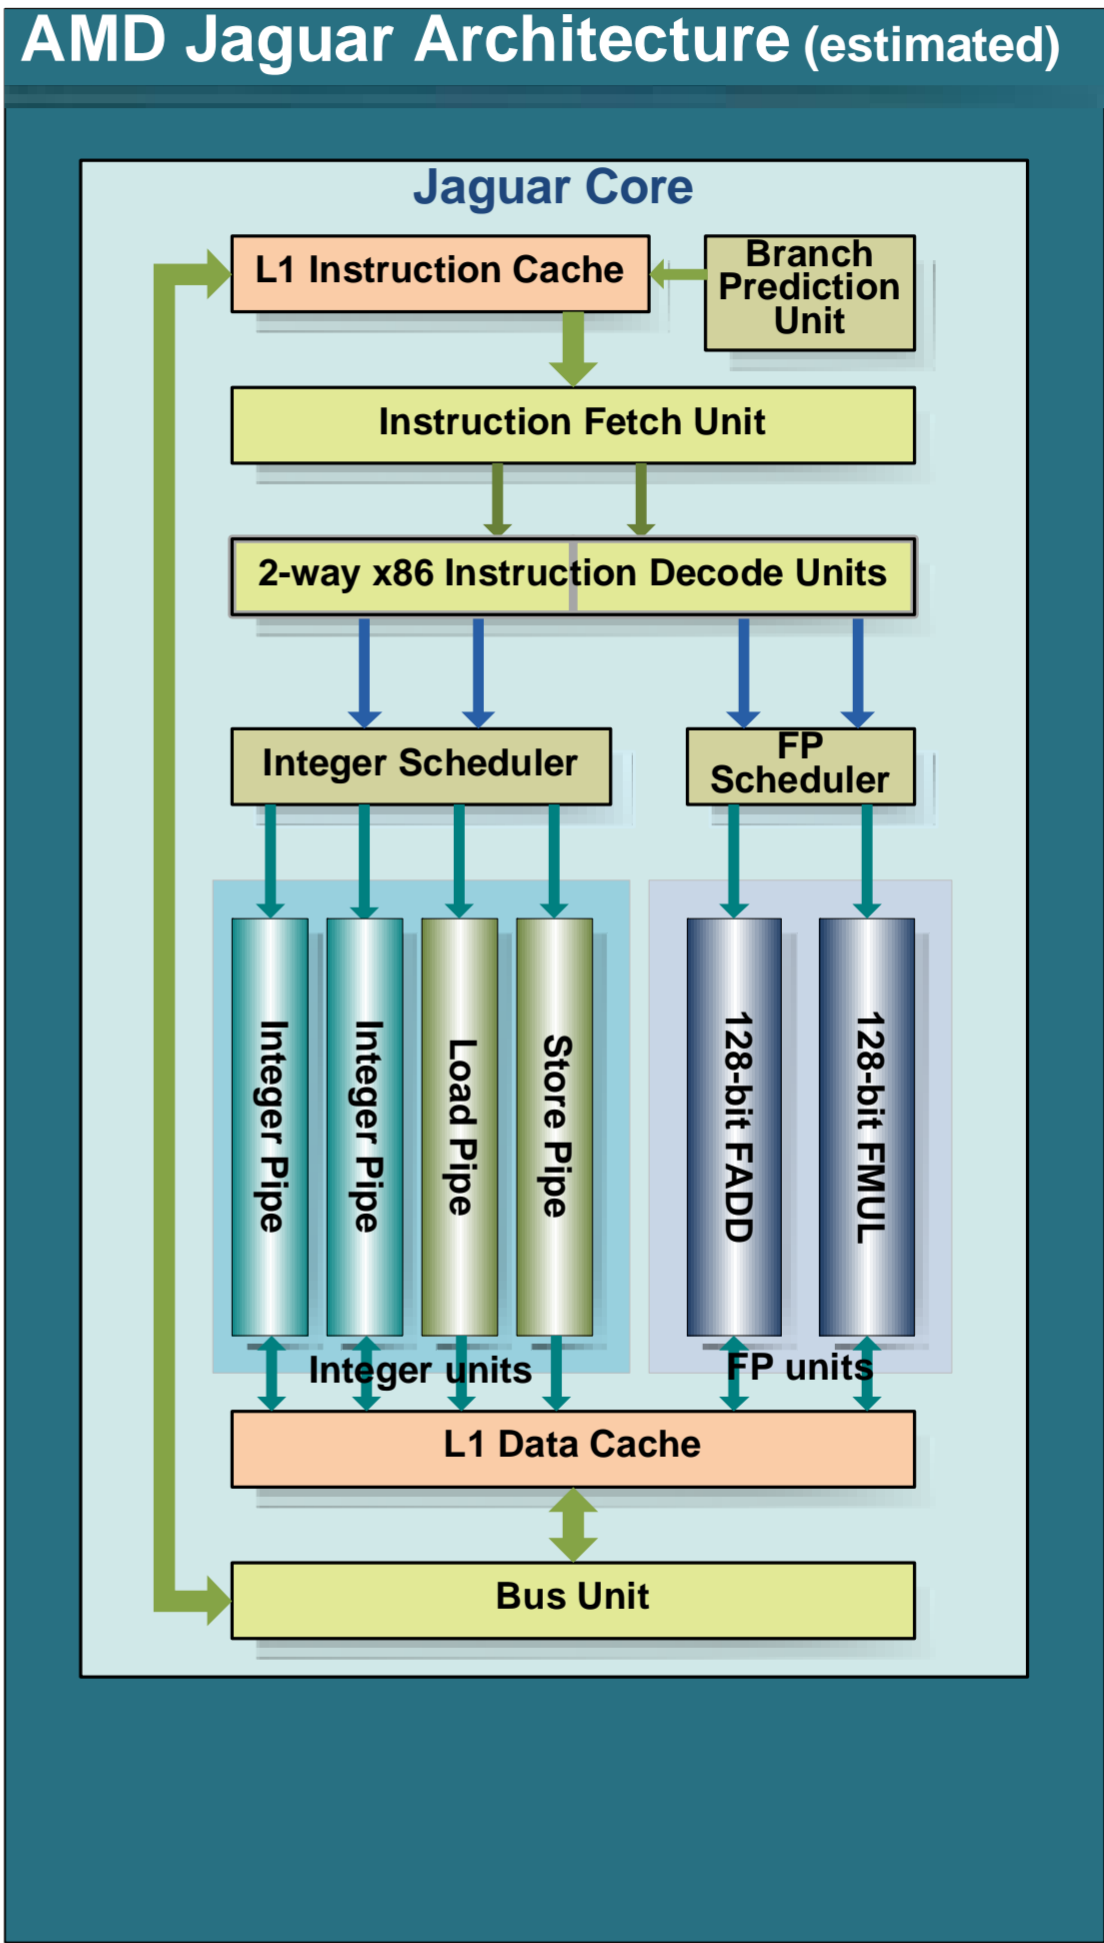 AMD Jaguar Architecture (estimated)
Jaguar Core
L1 Instruction Cache
Branch
Prediction
Unit
Instruction Fetch Unit
2-way x86 Instruction Decode Units
Integer Scheduler
FP
Scheduler
Integer Pipe
Integer Pipe
Load Pipe
Store Pipe
128-bit FADD
128-bit FMUL
Integer units
FP units
L1 Data Cache
Bus Unit